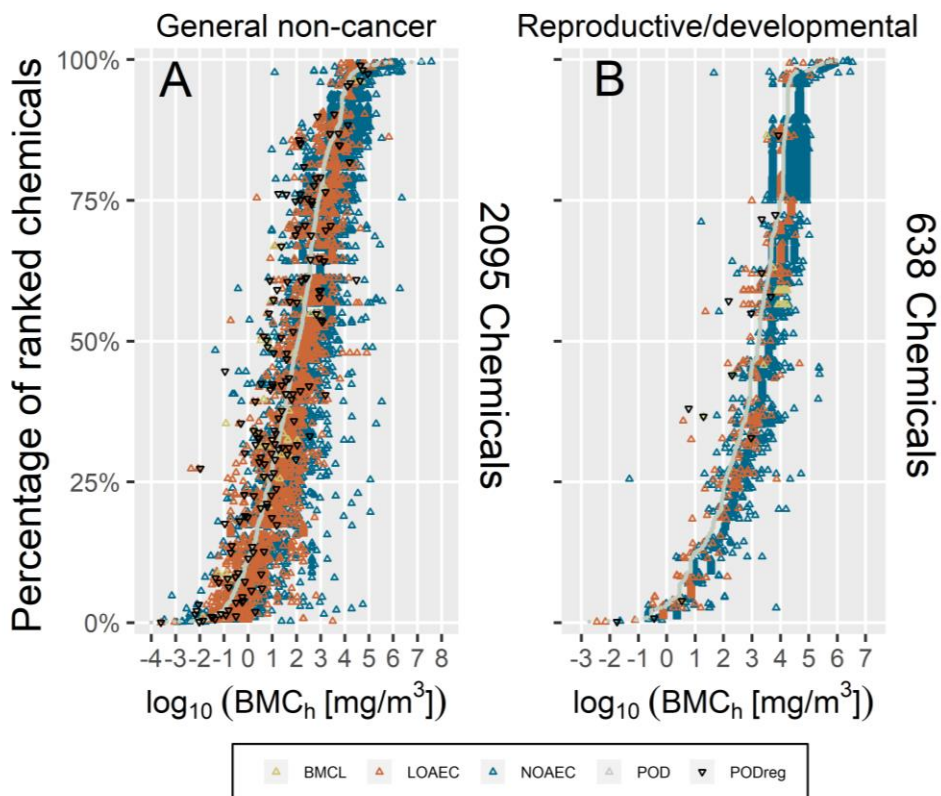 General non-cancer
Reproductive/developmental
A
B
Percentage of ranked chemicals
100%
75%
50%
25%
0%
2095 Chemicals
638 Chemicals
-4 -3 -2 -1 0 1 2 3 4 5 6 7 8
-3 -2 -1 0 1 2 3 4 5 6 7
log₁₀ (BMCₕ [mg/m³])
log₁₀ (BMCₕ [mg/m³])
BMCL LOAEC NOAEC POD PODreg